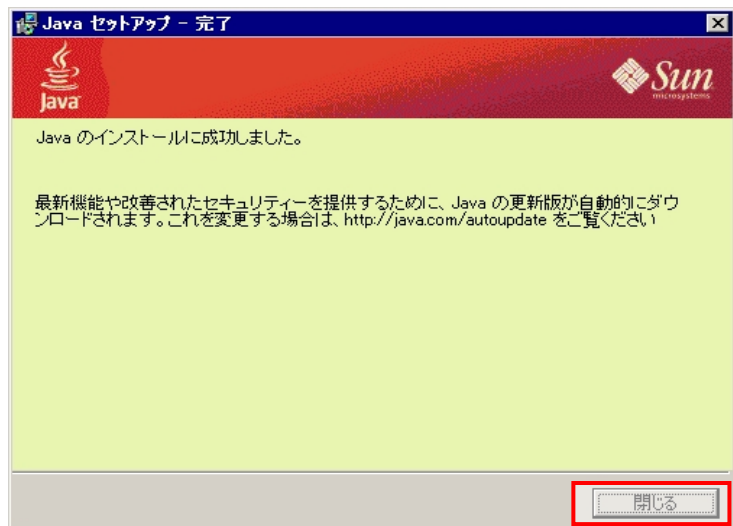 Java セットアップ - 完了
Java
Sun
microsystems
Java のインストールに成功しました。
最新機能や改善されたセキュリティーを提供するために、Java の更新版が自動的にダウ
ンロードされます。これを変更する場合は、http://java.com/autoupdate をご覧ください
閉じる